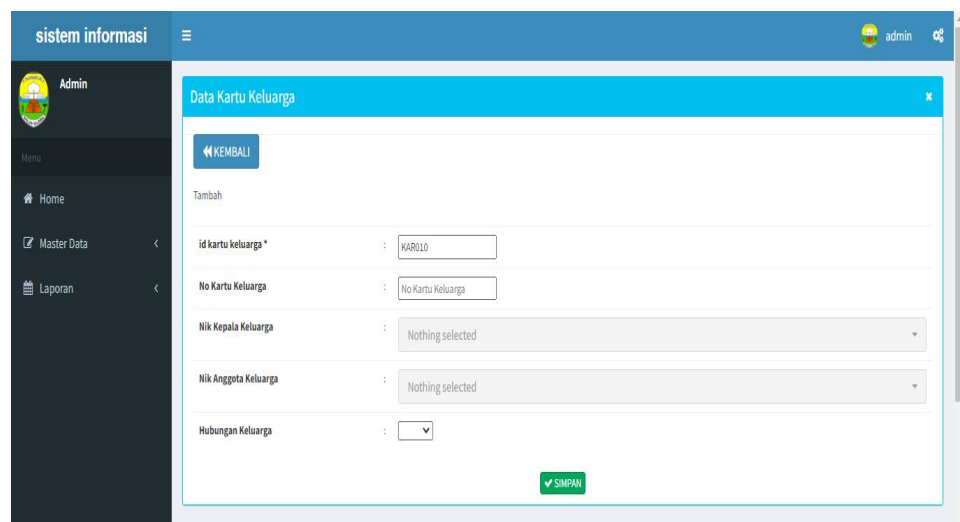 sistem informasi
admin
Admin
Menu
Home
Master Data
Laporan
Data Kartu Keluarga
KEMBALI
Tambah
id kartu keluarga * : KAR010
No Kartu Keluarga : No Kartu Keluarga
Nik Kepala Keluarga : Nothing selected
Nik Anggota Keluarga : Nothing selected
Hubungan Keluarga :
SIMPAN